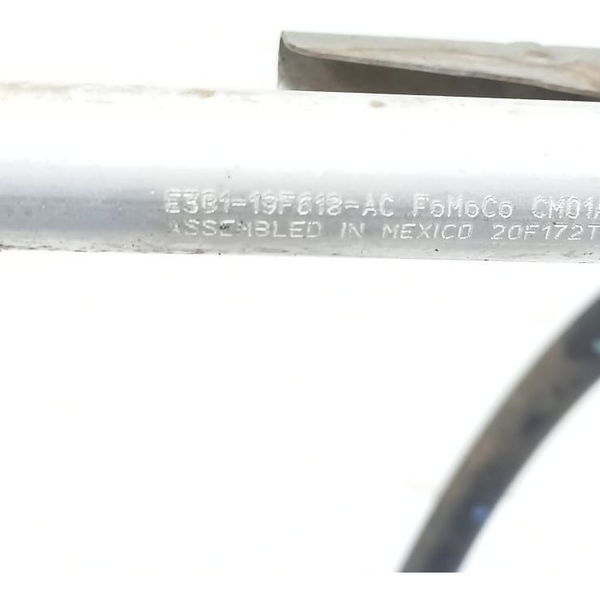 E3B1-19F618-AC FoMoCo CM01A
ASSEMBLED IN MEXICO 20F172T